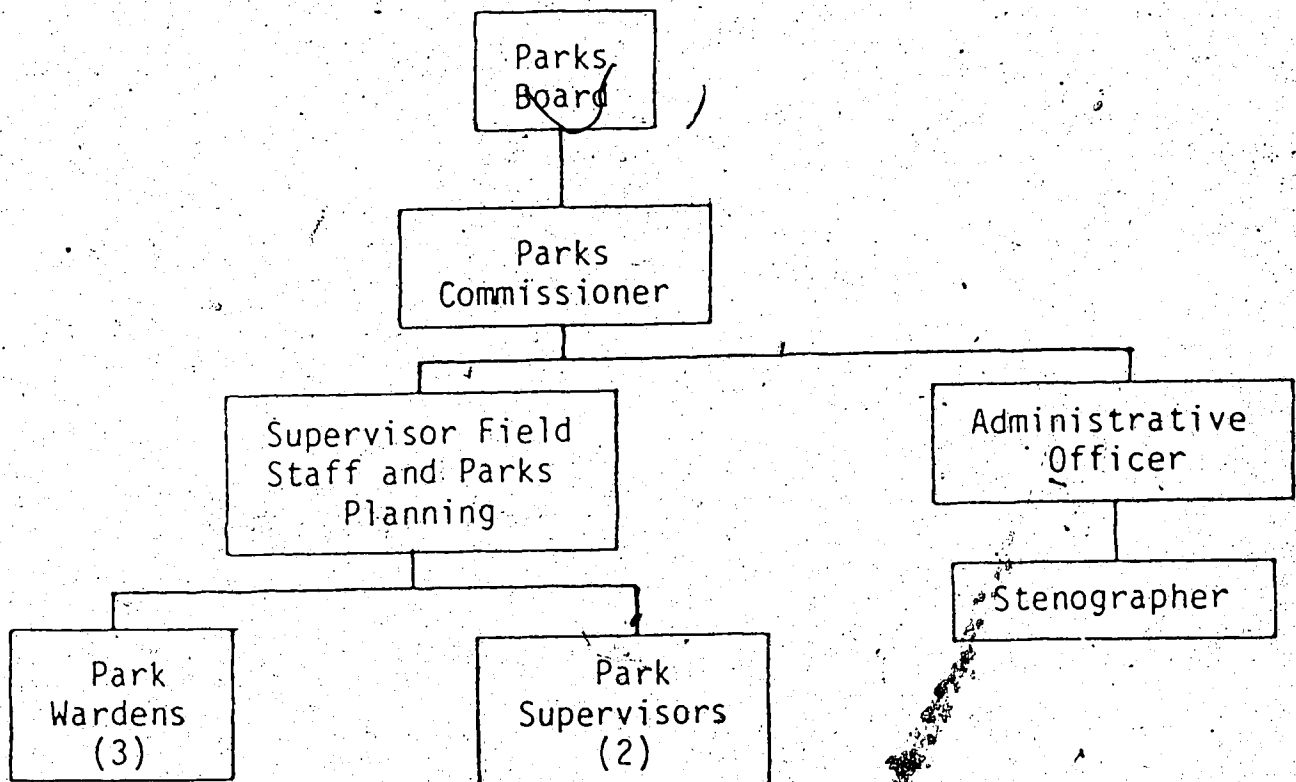 Parks
Board
Parks
Commissioner
Supervisor Field
Staff and Parks
Planning
Administrative
Officer
Stenographer
Park
Wardens
(3)
Park
Supervisors
(2)